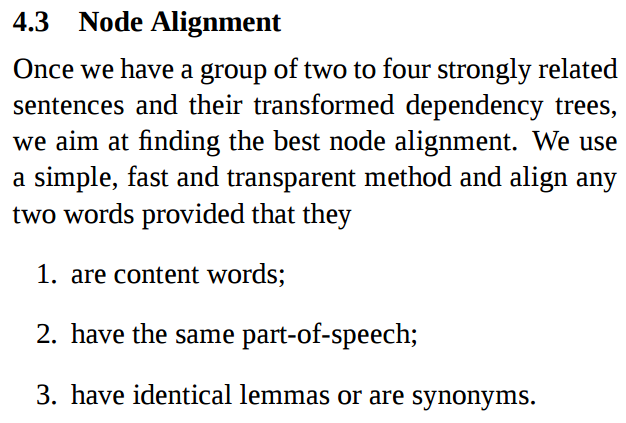 4.3 Node Alignment
Once we have a group of two to four strongly related
sentences and their transformed dependency trees,
we aim at finding the best node alignment. We use
a simple, fast and transparent method and align any
two words provided that they
1. are content words;
2. have the same part-of-speech;
3. have identical lemmas or are synonyms.